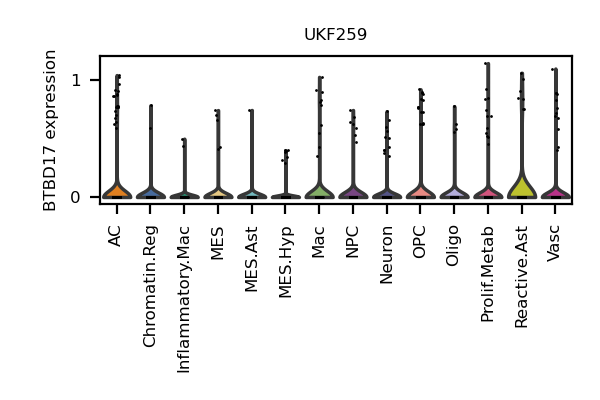 UKF259
BTBD17 expression
1
0
AC
Chromatin.Reg
Inflammatory.Mac
MES
MES.Ast
MES.Hyp
Mac
NPC
Neuron
OPC
Oligo
Prolif.Metab
Reactive.Ast
Vasc